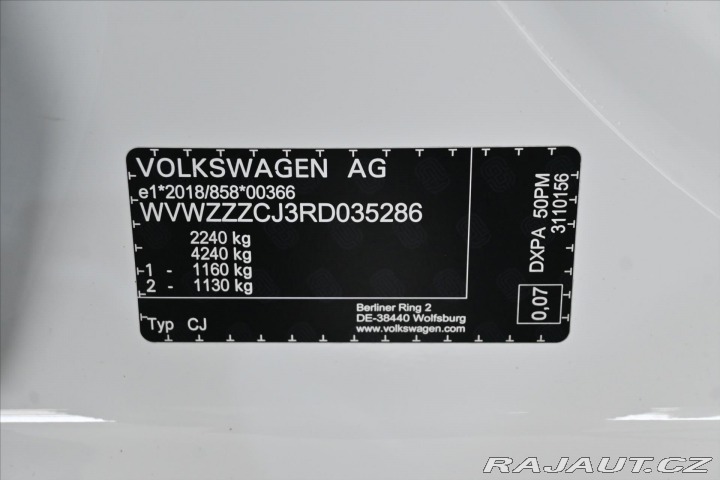 VOLKSWAGEN AG
e1*2018/858*00366
WVWZZZCJ3RD035286
2240 kg
4240 kg
1 - 1160 kg
2 - 1130 kg
Typ CJ
Berliner Ring 2
DE-38440 Wolfsburg
www.volkswagen.com
0,07 DXPA 50PM
3110156
RAJAUT.CZ